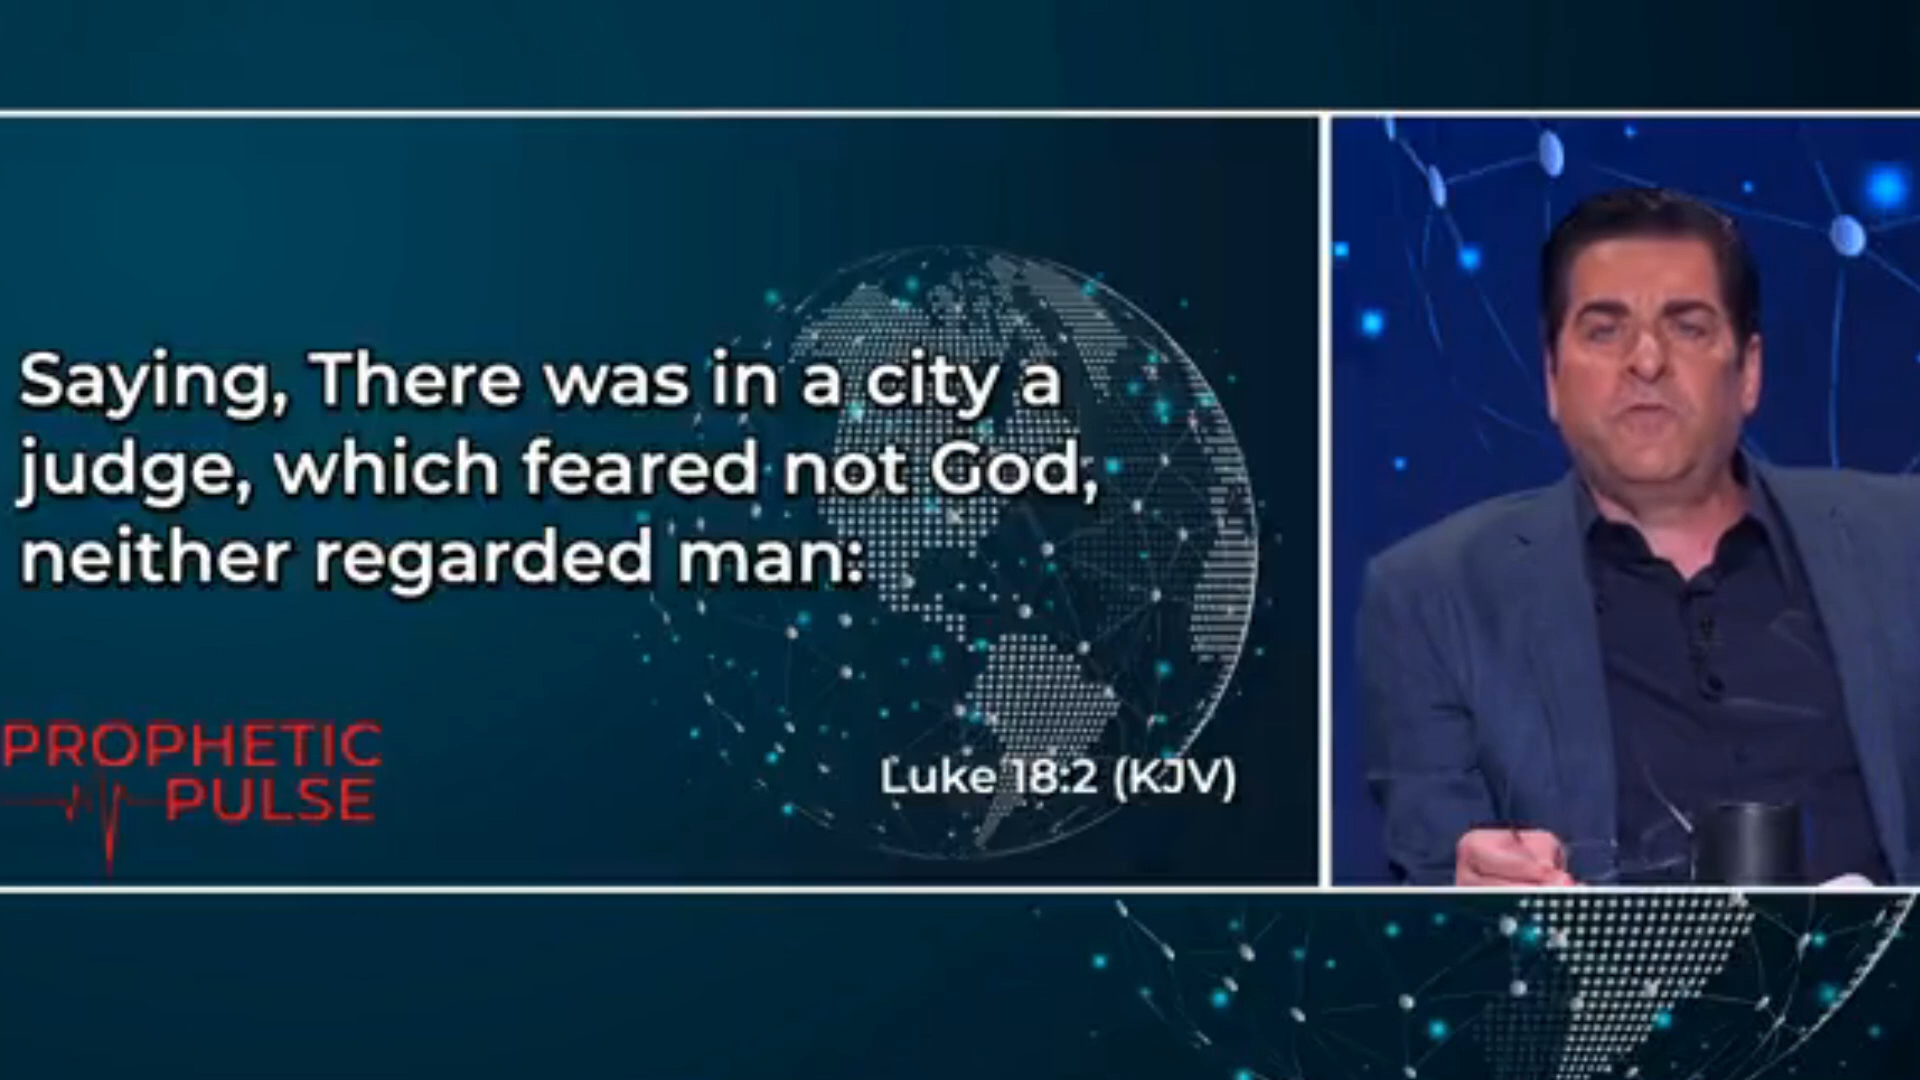 Saying, There was in a city a
judge, which feared not God,
neither regarded man:
Luke 18:2 (KJV)
PROPHETIC
PULSE